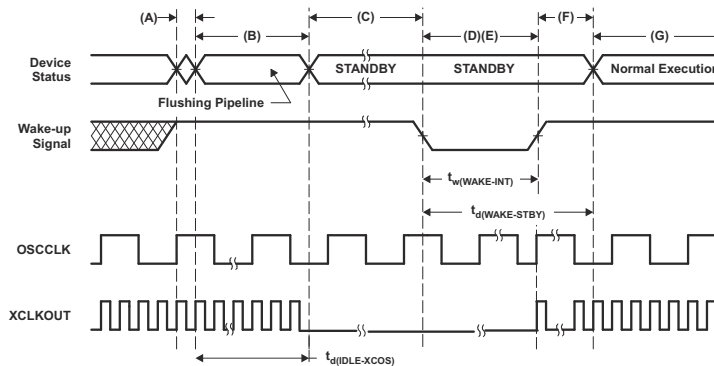 (A)
(B)
(C)
(D)(E)
(F)
(G)
Device
Status
STANDBY
STANDBY
Normal Execution
Flushing Pipeline
Wake-up
Signal
tw(WAKE-INT)
td(WAKE-STBY)
OSCCLK
XCLKOUT
td(IDLE-XCOS)